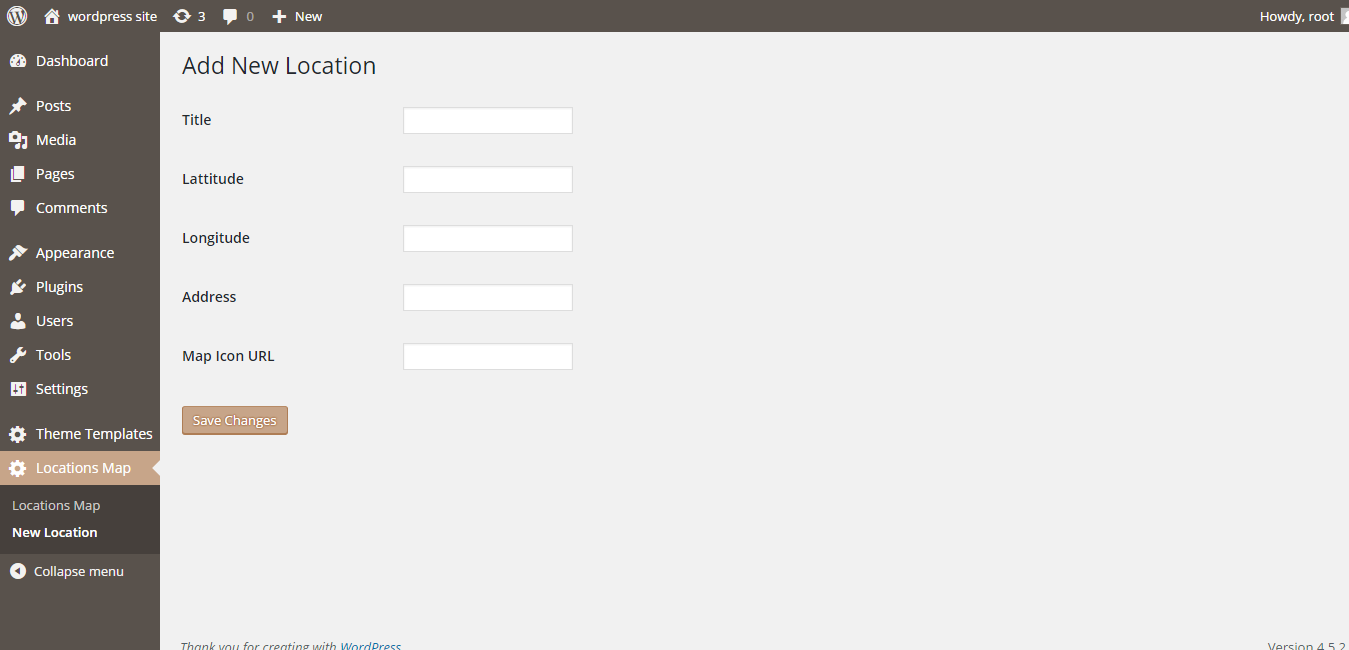 wordpress site 3 0 New Howdy, root
Dashboard
Posts
Media
Pages
Comments
Appearance
Plugins
Users
Tools
Settings
Theme Templates
Locations Map
Locations Map
New Location
Collapse menu
Add New Location
Title
Lattitude
Longitude
Address
Map Icon URL
Save Changes
Thank you for creating with WordPress
Version 4.5.2